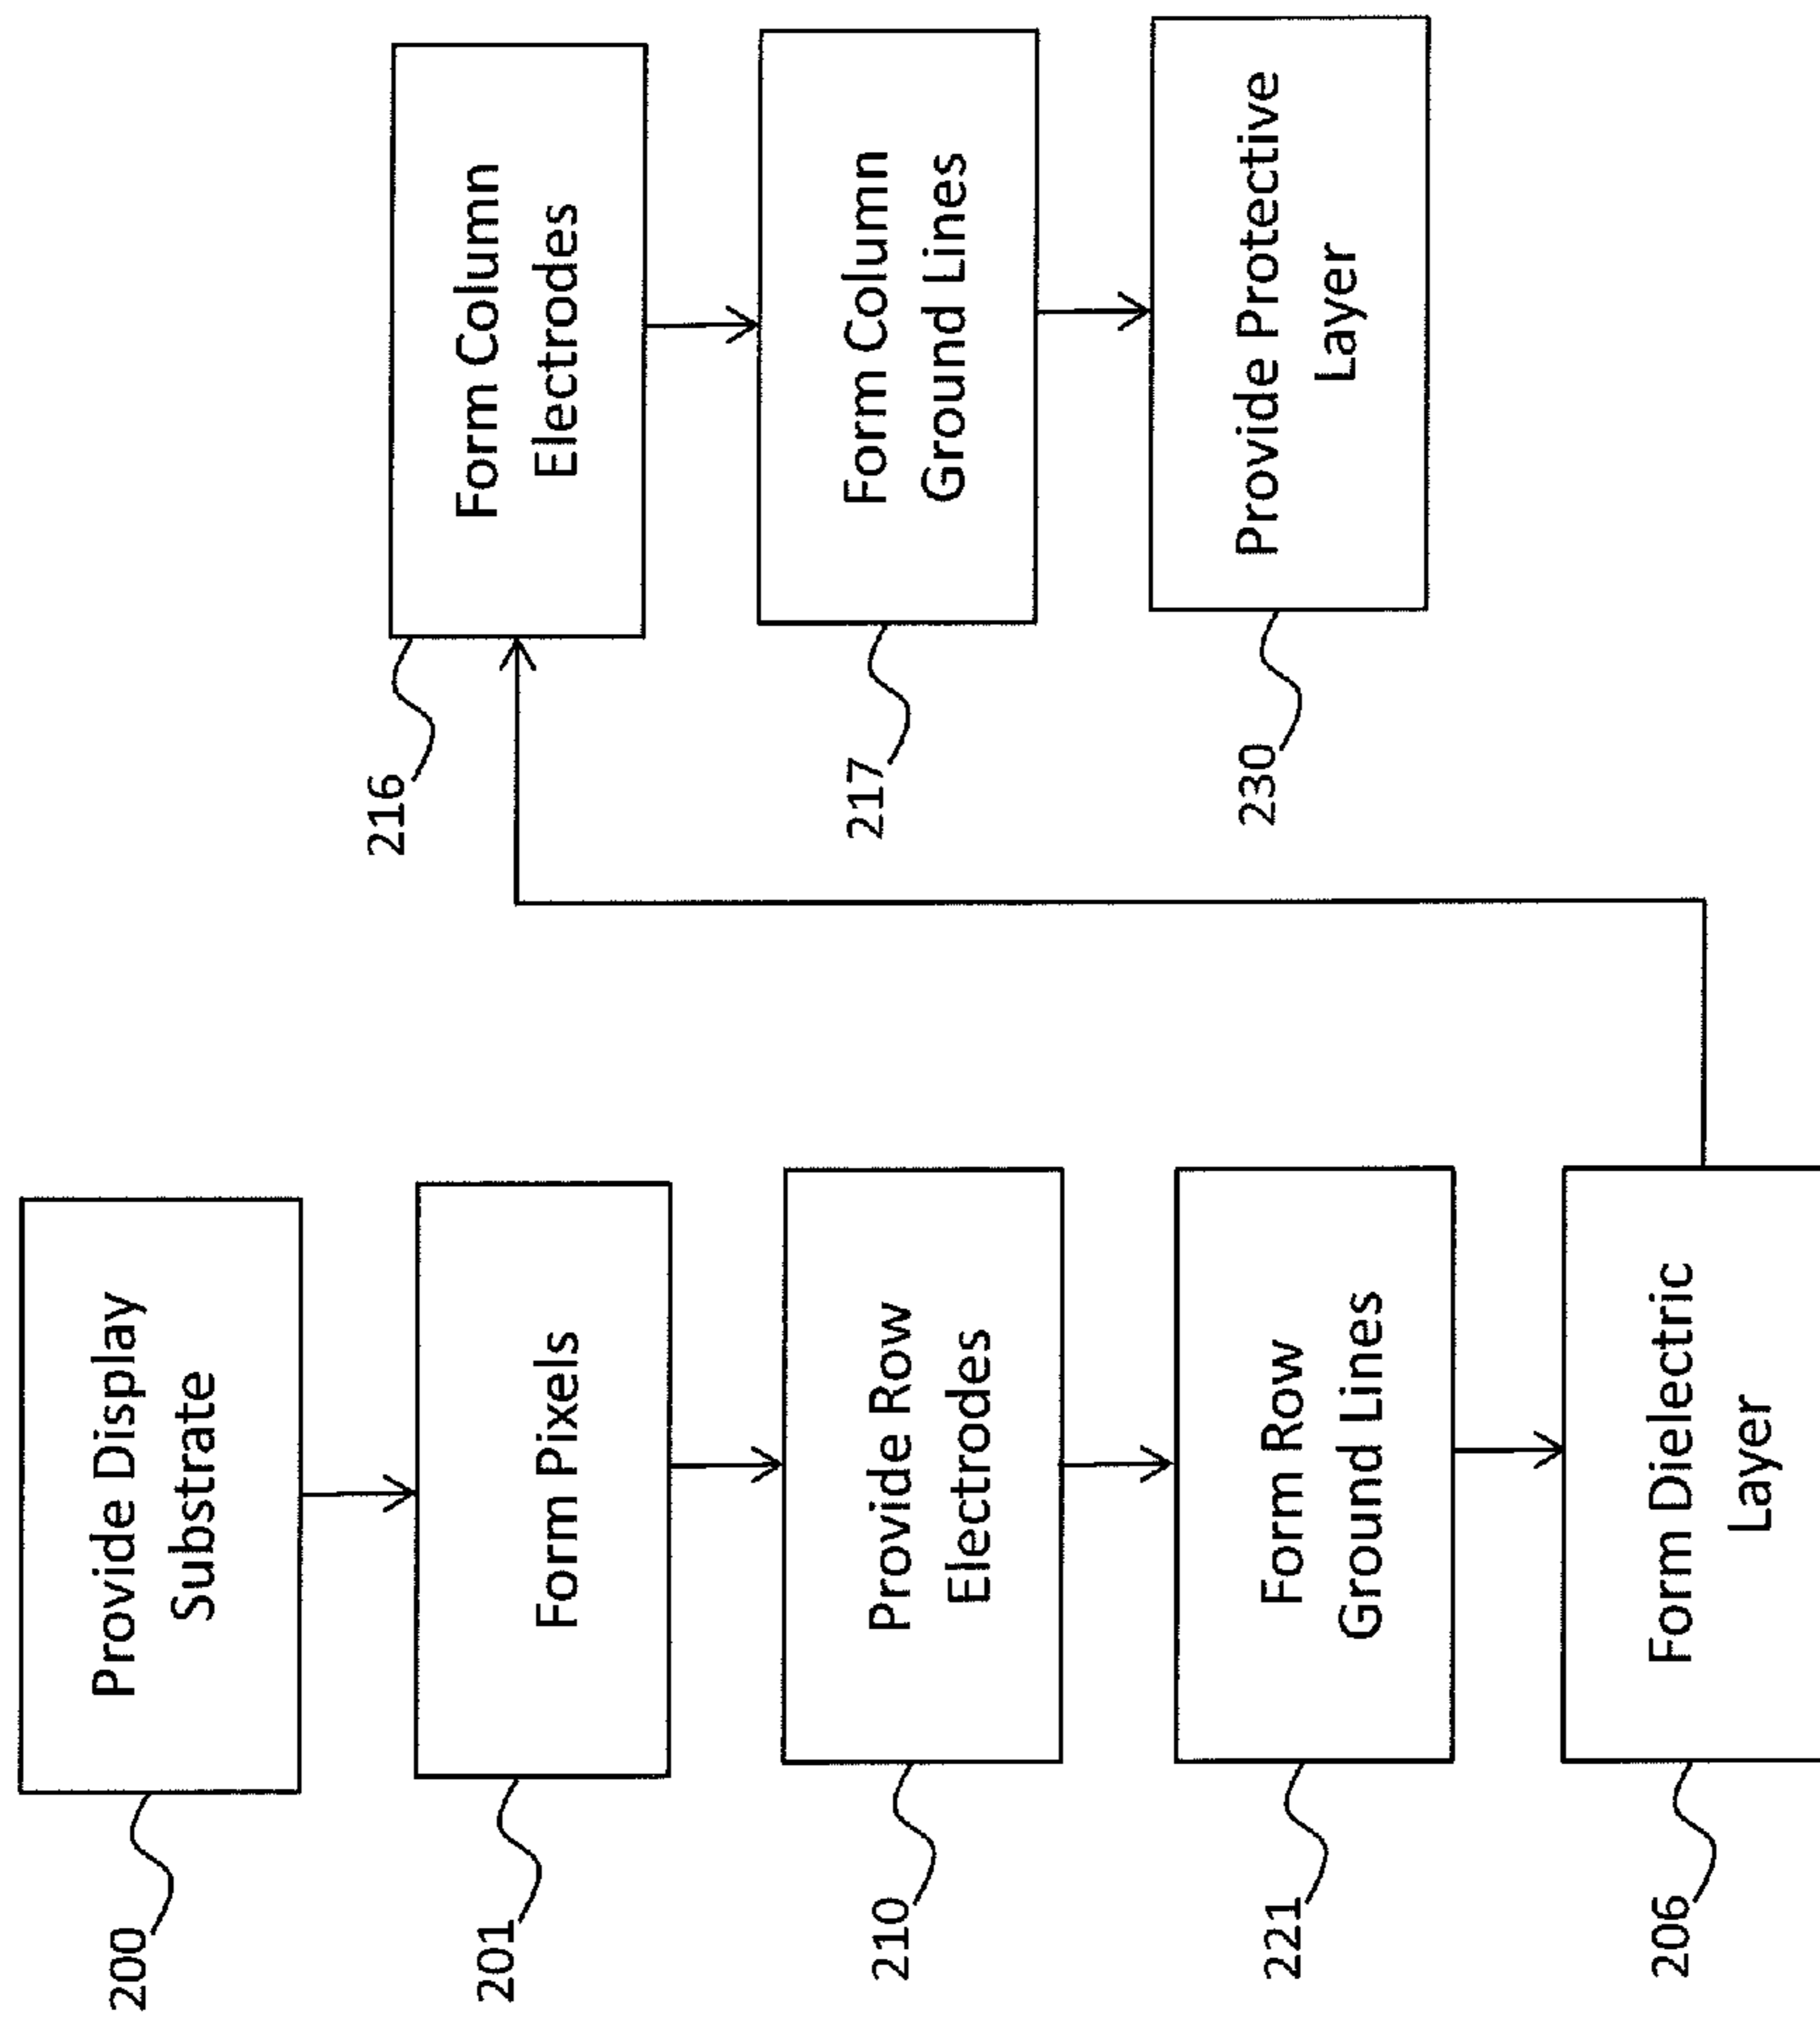 200
Provide Display
Substrate
201
Form Pixels
210
Provide Row
Electrodes
221
Form Row
Ground Lines
206
Form Dielectric
Layer
216
Form Column
Electrodes
217
Form Column
Ground Lines
230
Provide Protective
Layer